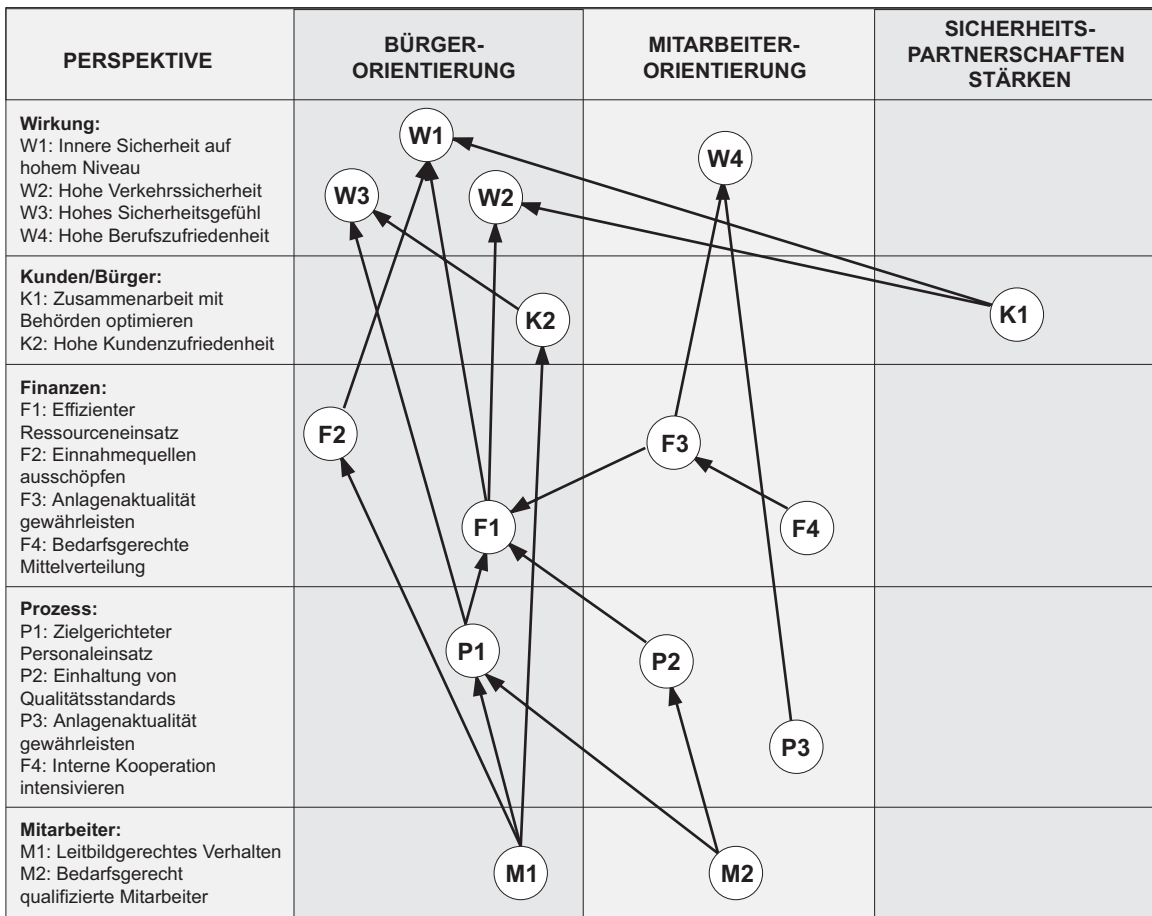 PERSPEKTIVE
BÜRGER-
ORIENTIERUNG
MITARBEITER-
ORIENTIERUNG
SICHERHEITS-
PARTNERSCHAFTEN
STÄRKEN
Wirkung:
W1: Innere Sicherheit auf
hohem Niveau
W2: Hohe Verkehrssicherheit
W3: Hohes Sicherheitsgefühl
W4: Hohe Berufszufriedenheit
W1
W4
W3
W2
Kunden/Bürger:
K1: Zusammenarbeit mit
Behörden optimieren
K2: Hohe Kundenzufriedenheit
K2
K1
Finanzen:
F1: Effizienter
Ressourceneinsatz
F2: Einnahmequellen
ausschöpfen
F3: Anlagenaktualität
gewährleisten
F4: Bedarfsgerechte
Mittelverteilung
F2
F3
F1
F4
Prozess:
P1: Zielgerichteter
Personaleinsatz
P2: Einhaltung von
Qualitätsstandards
P3: Anlagenaktualität
gewährleisten
F4: Interne Kooperation
intensivieren
P1
P2
P3
Mitarbeiter:
M1: Leitbildgerechtes Verhalten
M2: Bedarfsgerecht
qualifizierte Mitarbeiter
M1
M2